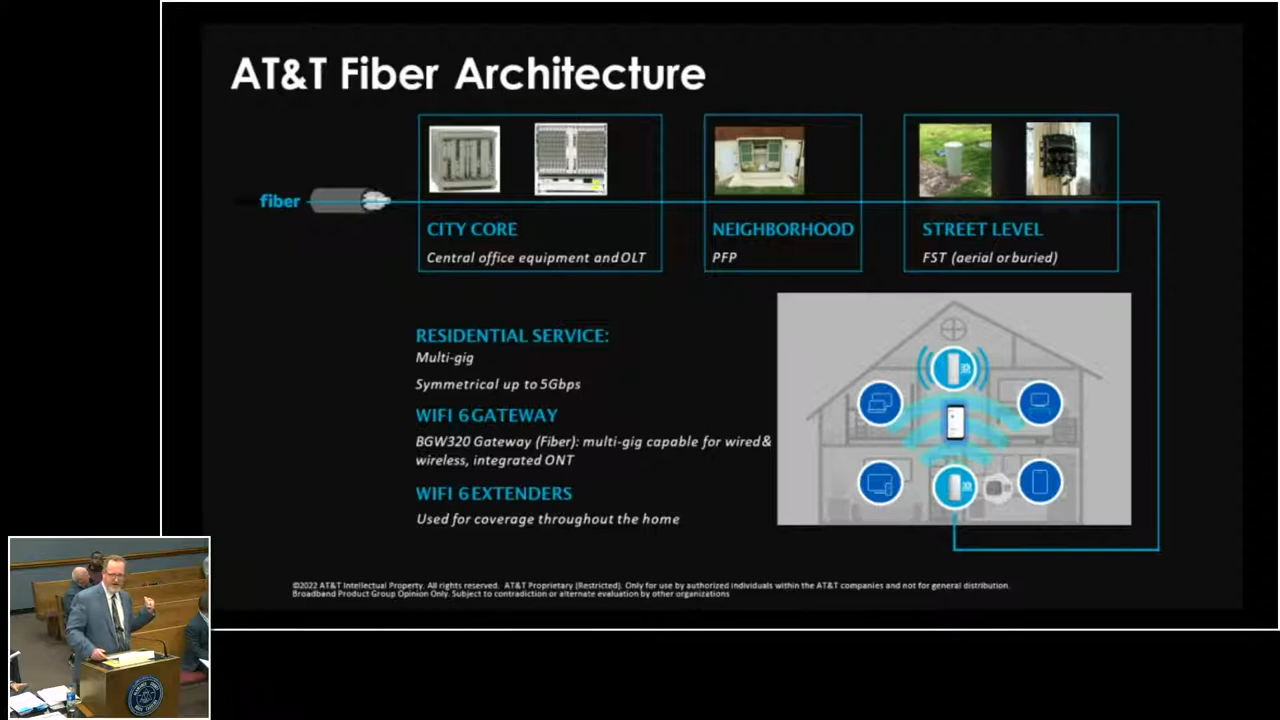 AT&T Fiber Architecture
fiber
CITY CORE
Central office equipment and OLT
NEIGHBORHOOD
PFP
STREET LEVEL
FST (aerial or buried)
RESIDENTIAL SERVICE:
Multi-gig
Symmetrical up to 5Gbps
WIFI 6 GATEWAY
BGW320 Gateway (Fiber): multi-gig capable for wired &
wireless, integrated ONT
WIFI 6 EXTENDERS
Used for coverage throughout the home
©2022 AT&T Intellectual Property. All rights reserved. AT&T Proprietary (Restricted). Only for use by authorized individuals within the AT&T companies and not for general distribution.
Broadband Product Group Opinion Only. Subject to contradiction or alternate evaluation by other organizations